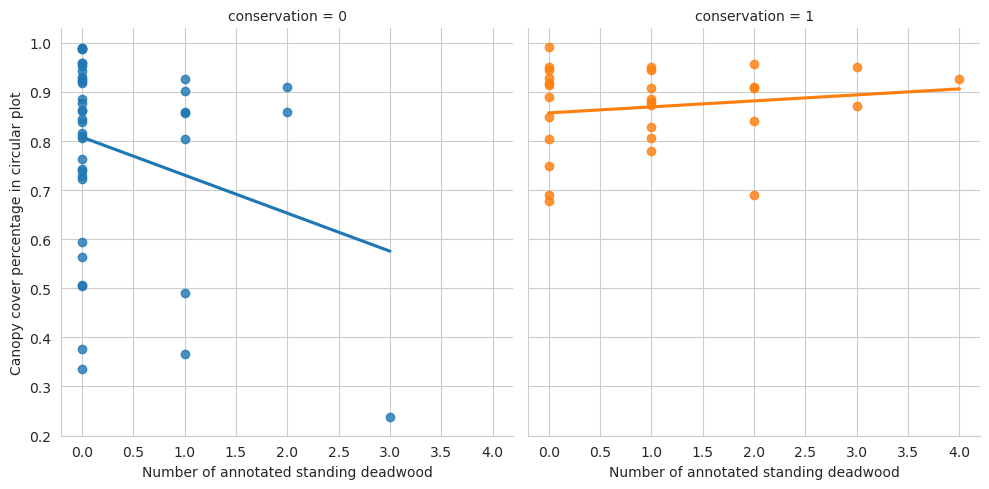 conservation = 0
conservation = 1
Canopy cover percentage in circular plot
1.0
0.9
0.8
0.7
0.6
0.5
0.4
0.3
0.2
0.0 0.5 1.0 1.5 2.0 2.5 3.0 3.5 4.0
0.0 0.5 1.0 1.5 2.0 2.5 3.0 3.5 4.0
Number of annotated standing deadwood
Number of annotated standing deadwood